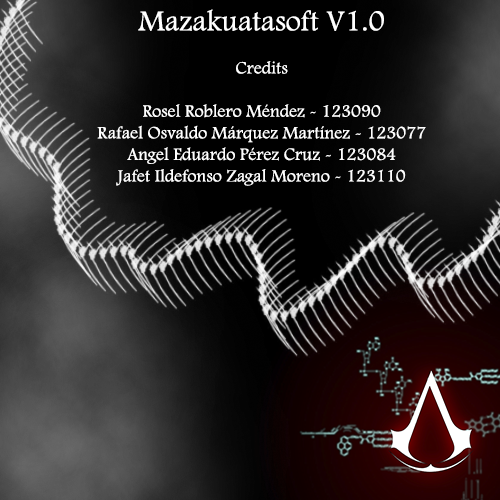 Mazakuatasoft V1.0
Credits
Rosel Roblero Méndez - 123090
Rafael Osvaldo Márquez Martínez - 123077
Angel Eduardo Pérez Cruz - 123084
Jafet Ildefonso Zagal Moreno - 123110